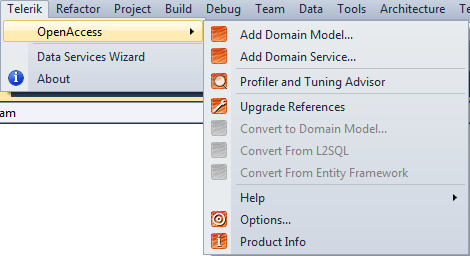 Telerik Refactor Project Build Debug Team Data Tools Architecture
OpenAccess
Data Services Wizard
About
am
Add Domain Model...
Add Domain Service...
Profiler and Tuning Advisor
Upgrade References
Convert to Domain Model...
Convert From L2SQL
Convert From Entity Framework
Help
Options...
Product Info